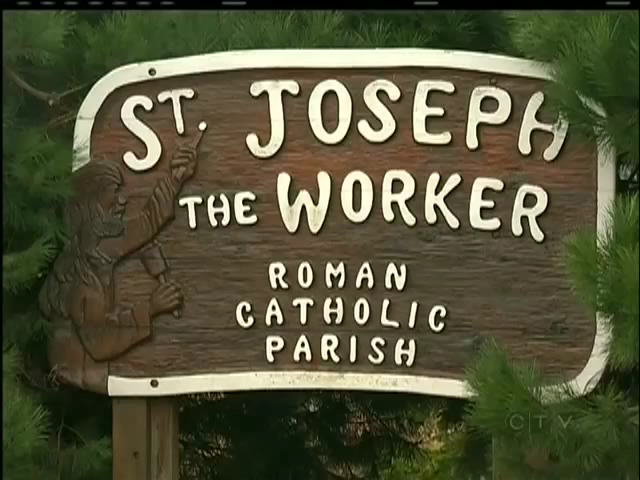 ST. JOSEPH
THE WORKER
ROMAN
CATHOLIC
PARISH
CTV